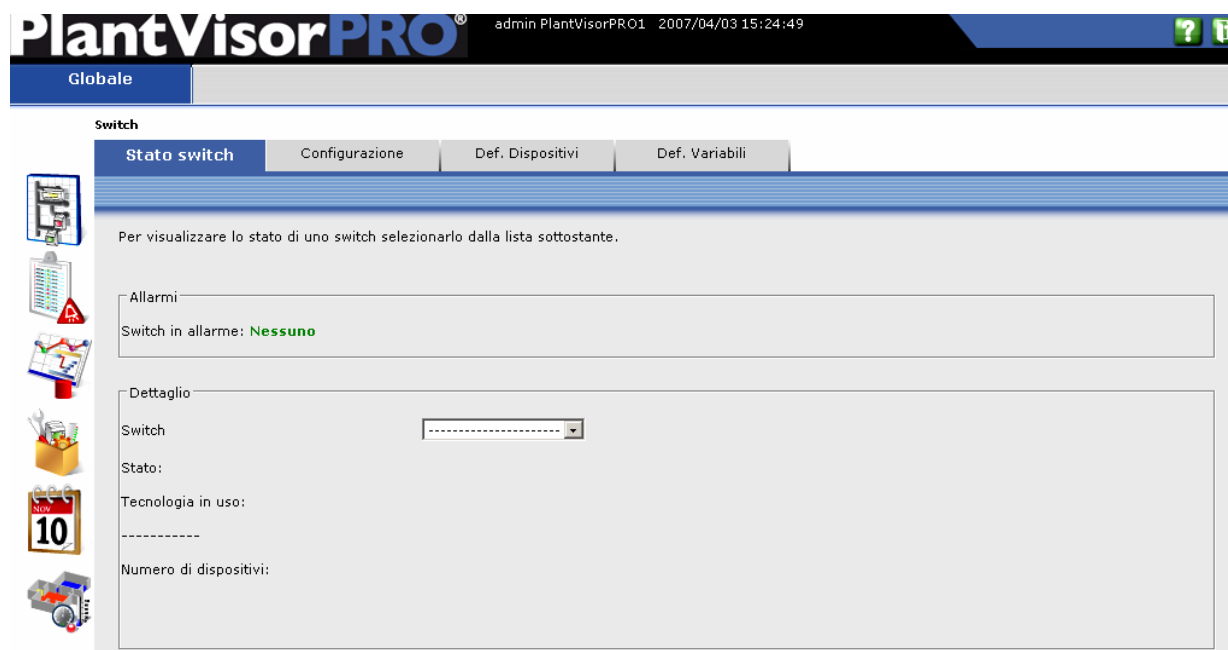 PlantVisorPRO®
admin PlantVisorPRO1 2007/04/03 15:24:49
?
Globale
Switch
Stato switch Configurazione Def. Dispositivi Def. Variabili
Per visualizzare lo stato di uno switch selezionarlo dalla lista sottostante.
Allarmi
Switch in allarme: Nessuno
Dettaglio
Switch ---------------------
Stato:
Tecnologia in uso:
-----------
Numero di dispositivi:
NOV
10